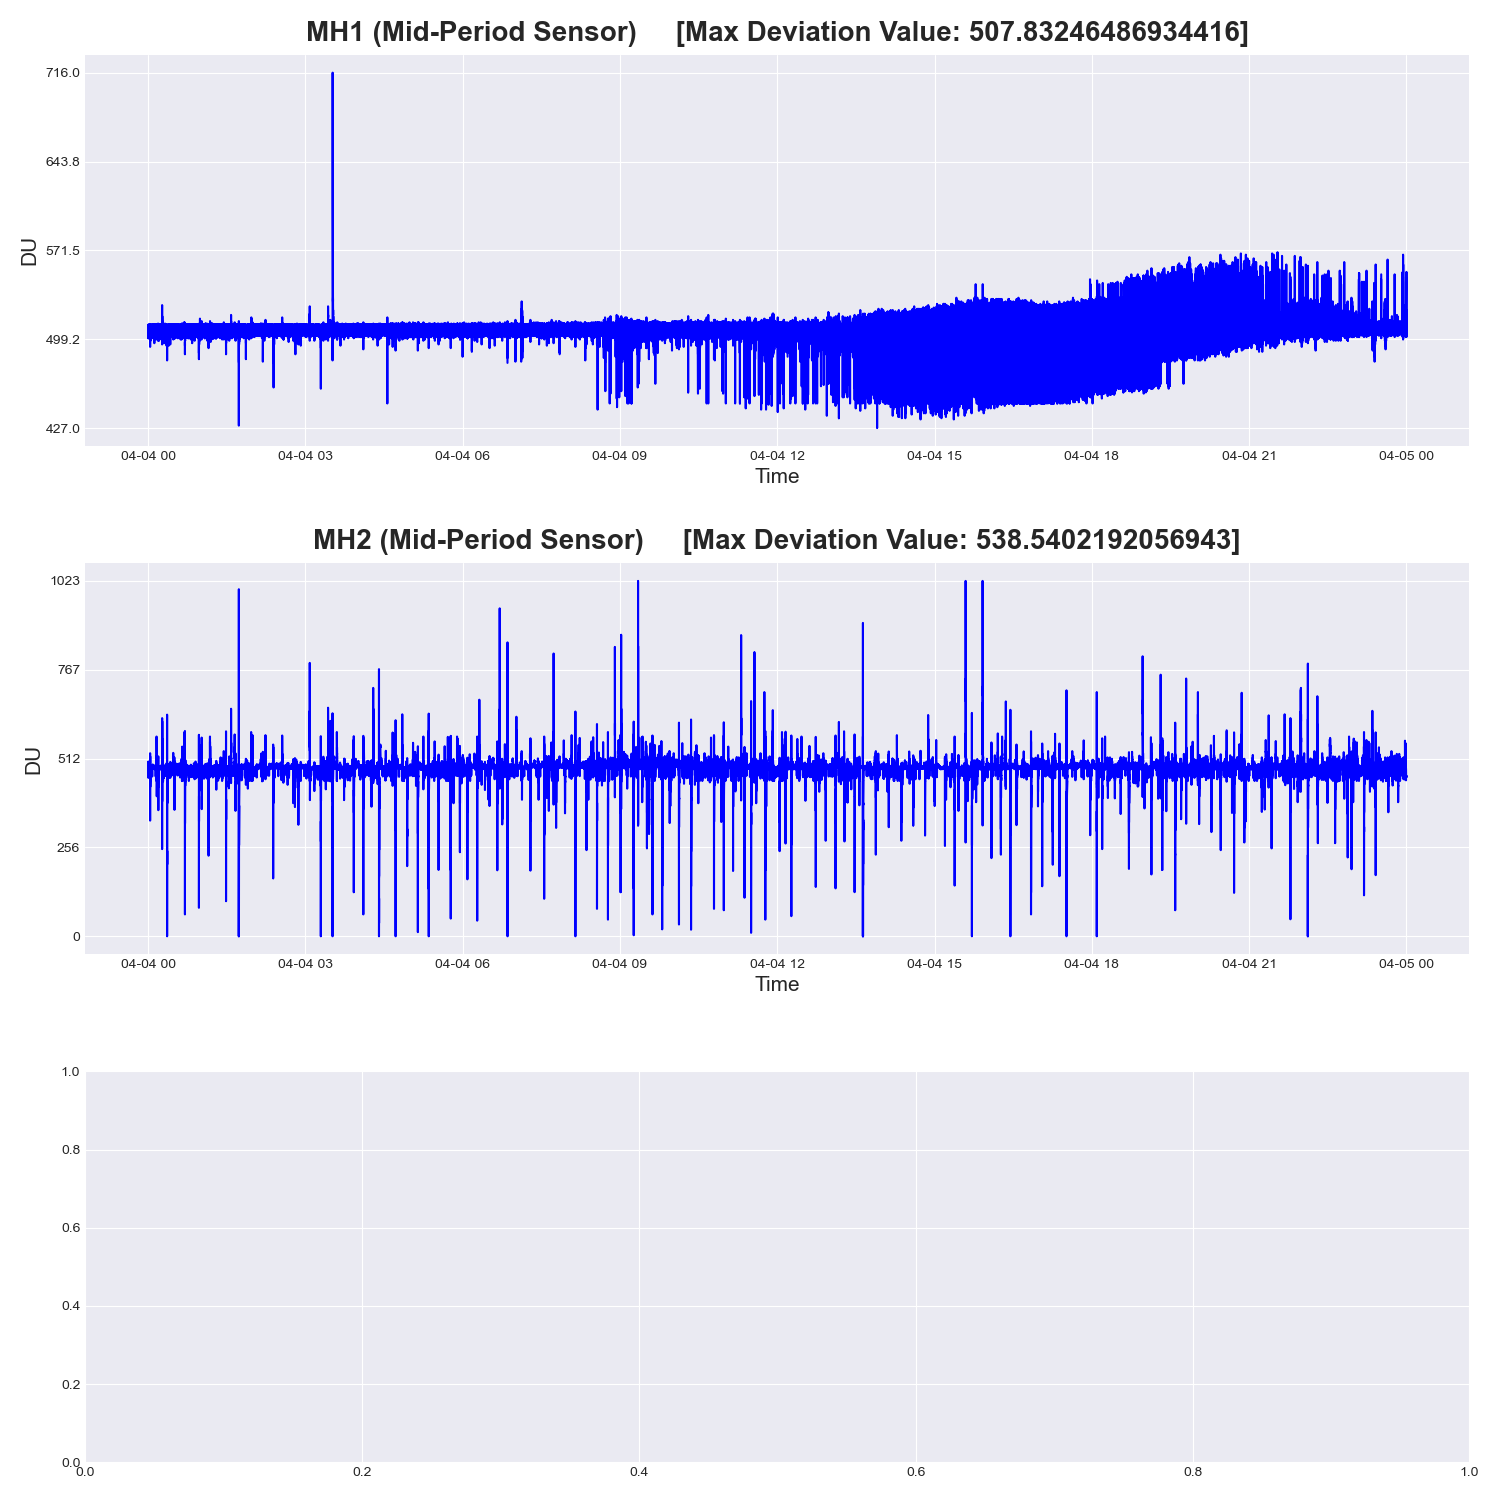 MH1 (Mid-Period Sensor) [Max Deviation Value: 507.83246486934416]
716.0
643.8
571.5
499.2
427.0
DU
04-04 00 04-04 03 04-04 06 04-04 09 04-04 12 04-04 15 04-04 18 04-04 21 04-05 00
Time
MH2 (Mid-Period Sensor) [Max Deviation Value: 538.5402192056943]
1023
767
512
256
0
DU
04-04 00 04-04 03 04-04 06 04-04 09 04-04 12 04-04 15 04-04 18 04-04 21 04-05 00
Time
1.0
0.8
0.6
0.4
0.2
0.0
0.0 0.2 0.4 0.6 0.8 1.0